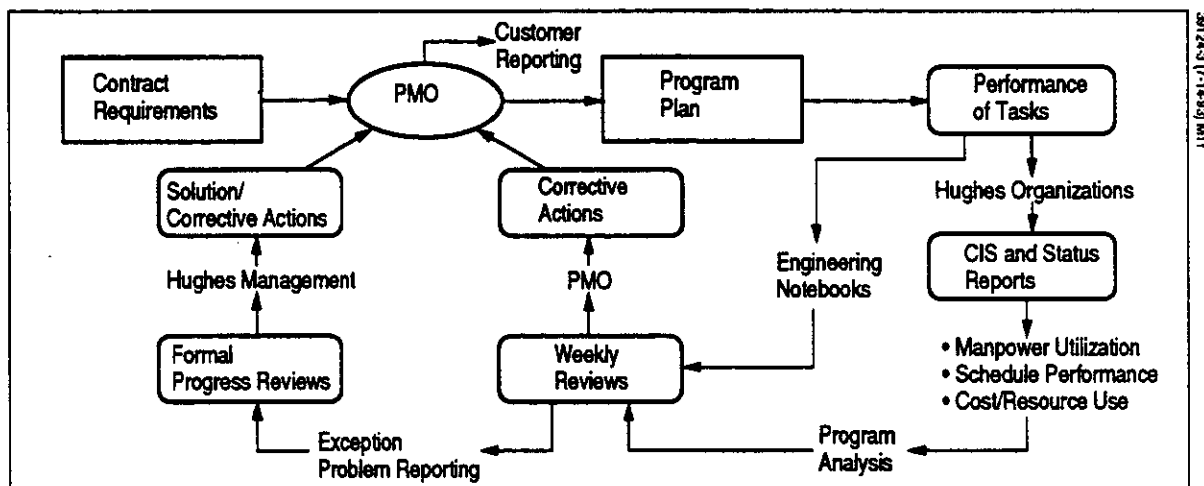 Customer
Reporting
Contract
Requirements
PMO
Program
Plan
Performance
of Tasks
Solution/
Corrective Actions
Corrective
Actions
Hughes Organizations
Hughes Management
PMO
Engineering
Notebooks
CIS and Status
Reports
Formal
Progress Reviews
Weekly
Reviews
• Manpower Utilization
• Schedule Performance
• Cost/Resource Use
Exception
Problem Reporting
Program
Analysis